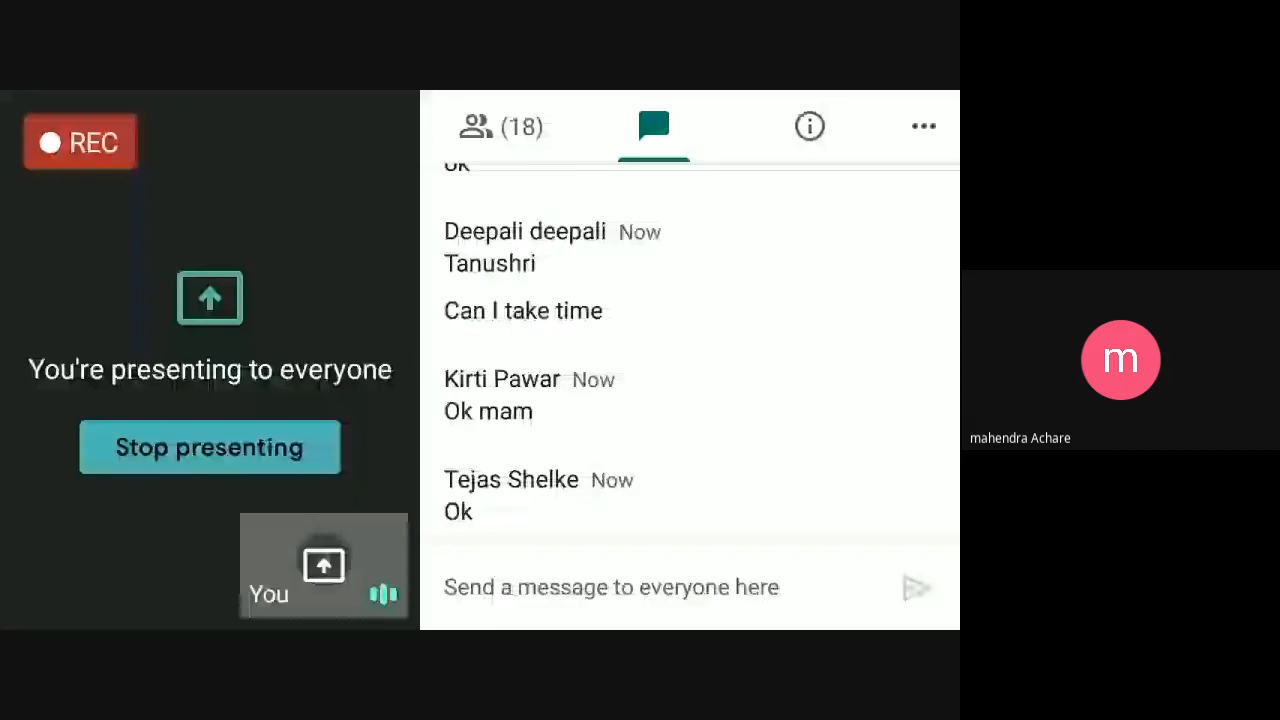 REC
You're presenting to everyone
Stop presenting
You
(18)
ok
Deepali deepali Now
Tanushri
Can I take time
Kirti Pawar Now
Ok mam
Tejas Shelke Now
Ok
Send a message to everyone here
m
mahendra Achare